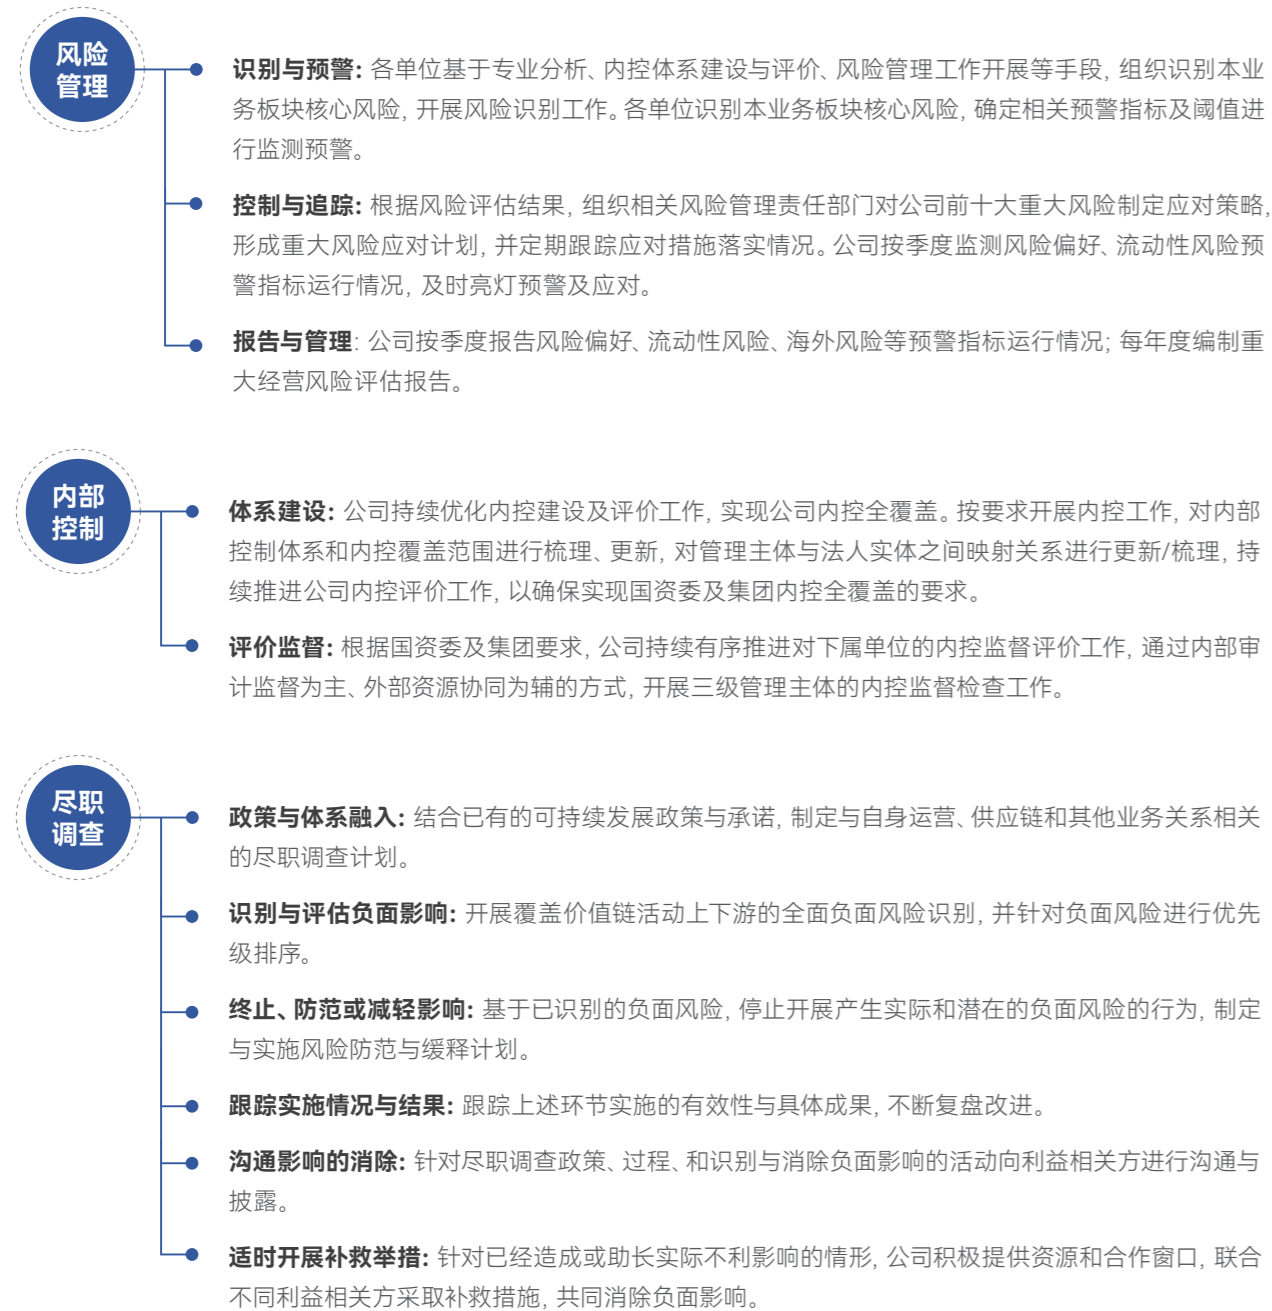 风险
管理
识别与预警: 各单位基于专业分析、内控体系建设与评价、风险管理工作开展等手段, 组织识别本业
务板块核心风险, 开展风险识别工作。各单位识别本业务板块核心风险, 确定相关预警指标及阈值进
行监测预警。
控制与追踪: 根据风险评估结果, 组织相关风险管理责任部门对公司前十大重大风险制定应对策略,
形成重大风险应对计划, 并定期跟踪应对措施落实情况。公司按季度监测风险偏好、流动性风险预
警指标运行情况, 及时亮灯预警及应对。
报告与管理: 公司按季度报告风险偏好、流动性风险、海外风险等预警指标运行情况; 每年度编制重
大经营风险评估报告。
内部
控制
体系建设: 公司持续优化内控建设及评价工作, 实现公司内控全覆盖。按要求开展内控工作, 对内部
控制体系和内控覆盖范围进行梳理、更新, 对管理主体与法人实体之间映射关系进行更新/梳理, 持
续推进公司内控评价工作, 以确保实现国资委及集团内控全覆盖的要求。
评价监督: 根据国资委及集团要求, 公司持续有序推进对下属单位的内控监督评价工作, 通过内部审
计监督为主、外部资源协同为辅的方式, 开展三级管理主体的内控监督检查工作。
尽职
调查
政策与体系融入: 结合已有的可持续发展政策与承诺, 制定与自身运营、供应链和其他业务关系相关
的尽职调查计划。
识别与评估负面影响: 开展覆盖价值链活动上下游的全面负面风险识别, 并针对负面风险进行优先
级排序。
终止、防范或减轻影响: 基于已识别的负面风险, 停止开展产生实际和潜在的负面风险的行为, 制定
与实施风险防范与缓释计划。
跟踪实施情况与结果: 跟踪上述环节实施的有效性与具体成果, 不断复盘改进。
沟通影响的消除: 针对尽职调查政策、过程、和识别与消除负面影响的活动向利益相关方进行沟通与
披露。
适时开展补救举措: 针对已经造成或助长实际不利影响的情形, 公司积极提供资源和合作窗口, 联合
不同利益相关方采取补救措施, 共同消除负面影响。